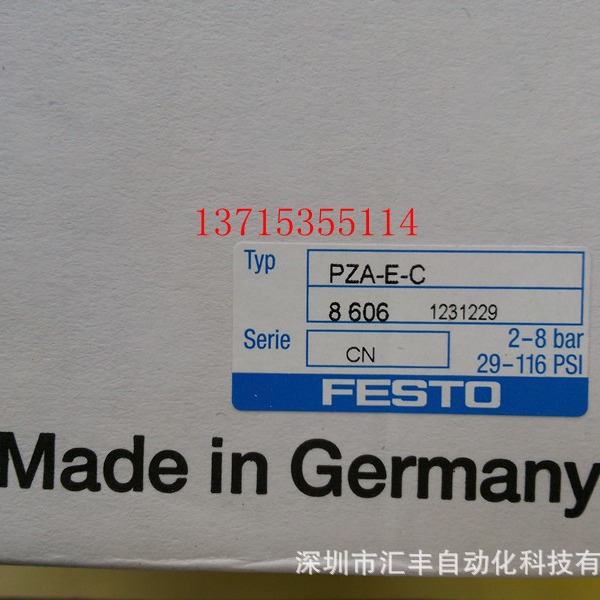 13715355114
Typ PZA-E-C
8 606 1231229
Serie CN 2-8 bar
29-116 PSI
FESTO
Made in Germany
深圳市汇丰自动化科技有